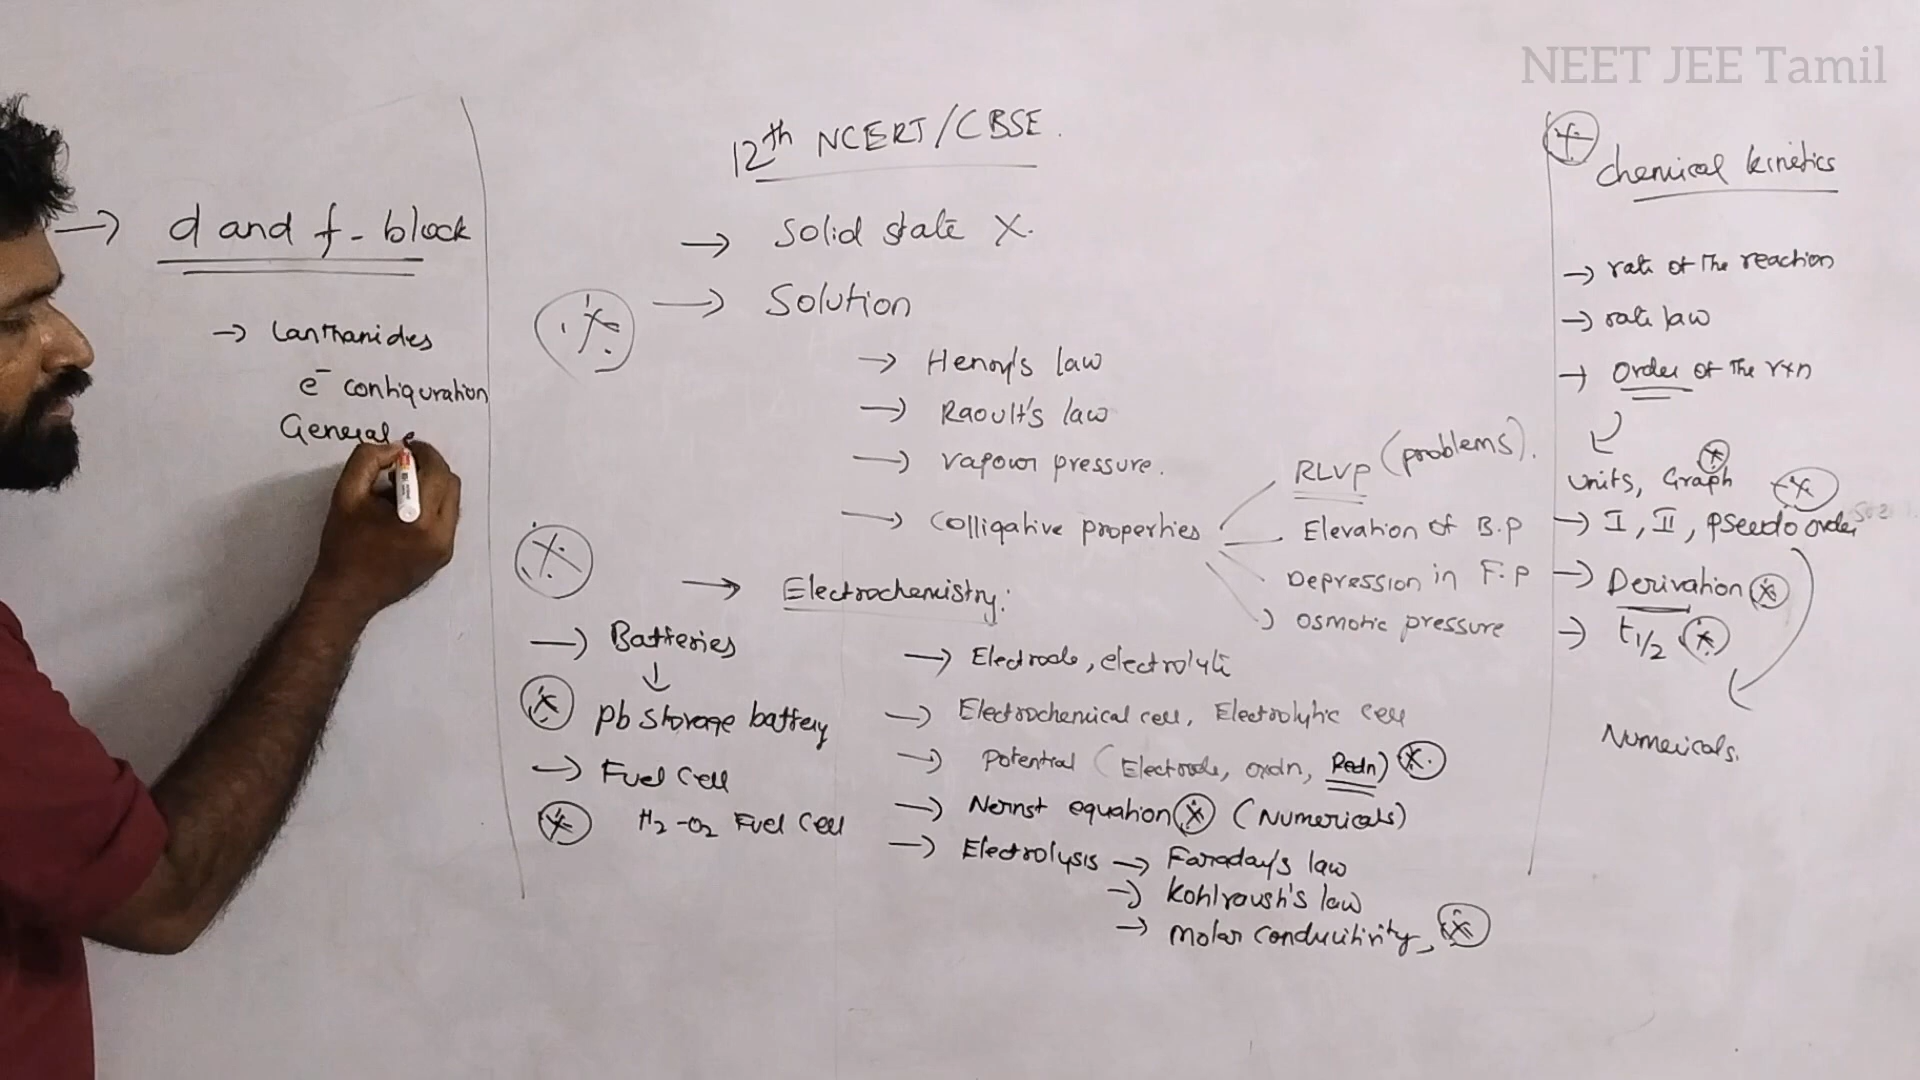 NEET JEE Tamil
12th NCERT/CBSE.
→ Solid state X.
→ Solution
→ Henry's law
→ Raoult's law
→ vapour pressure.
→ Colligative properties
RLVP (problems).
Elevation of B.p
Depression in F.p
Osmotic pressure
→ Electrochemistry:
→ Electrode, electrolyte
→ Electrochemical cell, Electrolytic cell
→ Potential (Electrode, oxdn, Redn)
→ Nernst equation (Numericals)
→ Electrolysis → Faraday's law
→ Kohlraush's law
→ Molar conducitivity,
→ Batteries
↓
Pb storage battery
→ Fuel cell
H2-O2 Fuel cell
Chemical kinetics
→ rate of the reaction
→ rate law
→ Order of the rxn
Units, Graph
→ I, II, pseudo order
→ Derivation
→ t1/2
Numericals.
→ d and f-block
→ Lanthanides
e- configuration
General e